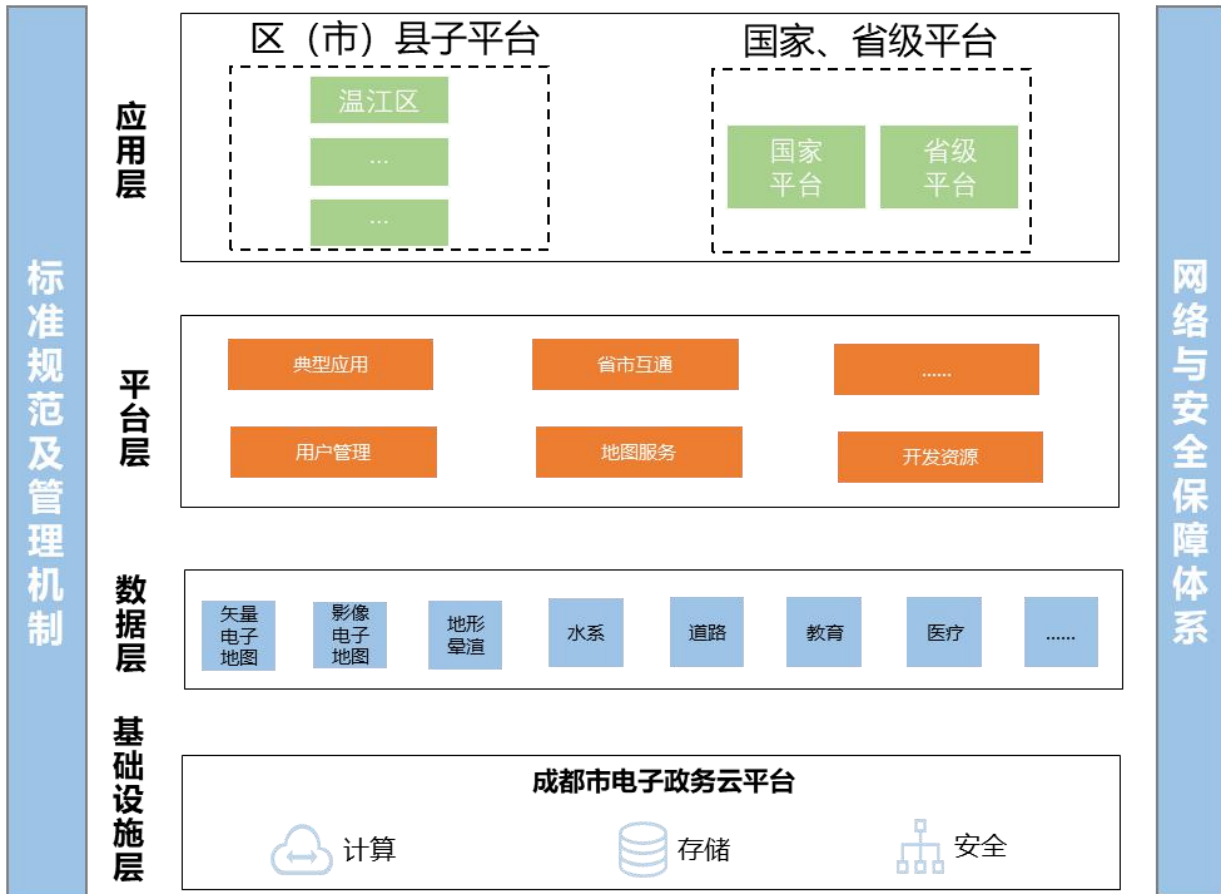 标准规范及管理机制
应用层
区（市）县子平台
国家、省级平台
温江区
...
...
国家
平台
省级
平台
平台层
典型应用
省市互通
......
用户管理
地图服务
开发资源
数据层
矢量
电子
地图
影像
电子
地图
地形
晕渲
水系
道路
教育
医疗
......
基础设施层
成都市电子政务云平台
计算
存储
安全
网络与安全保障体系